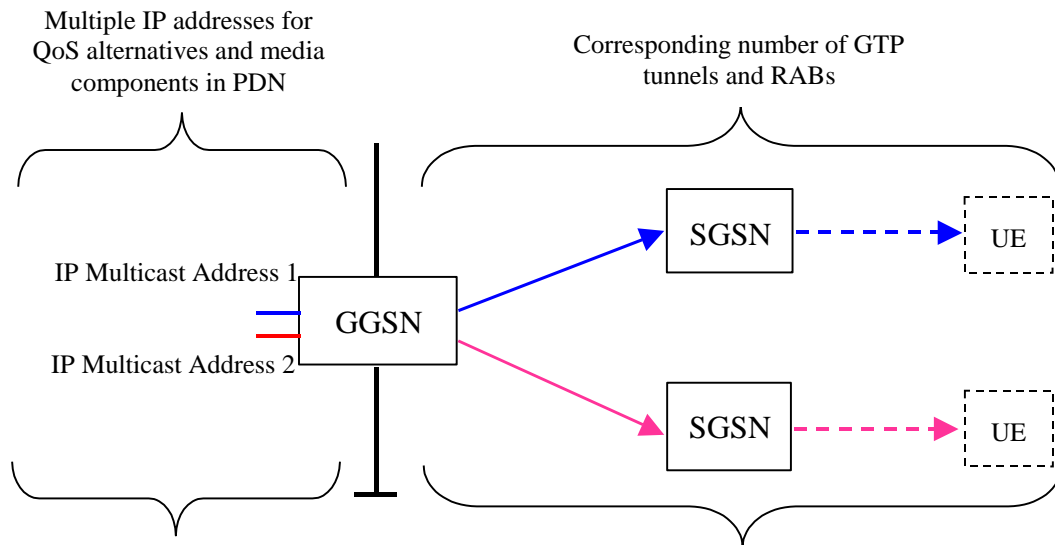 Multiple IP addresses for
QoS alternatives and media
components in PDN
Corresponding number of GTP
tunnels and RABs
SGSN
UE
IP Multicast Address 1
GGSN
IP Multicast Address 2
SGSN
UE